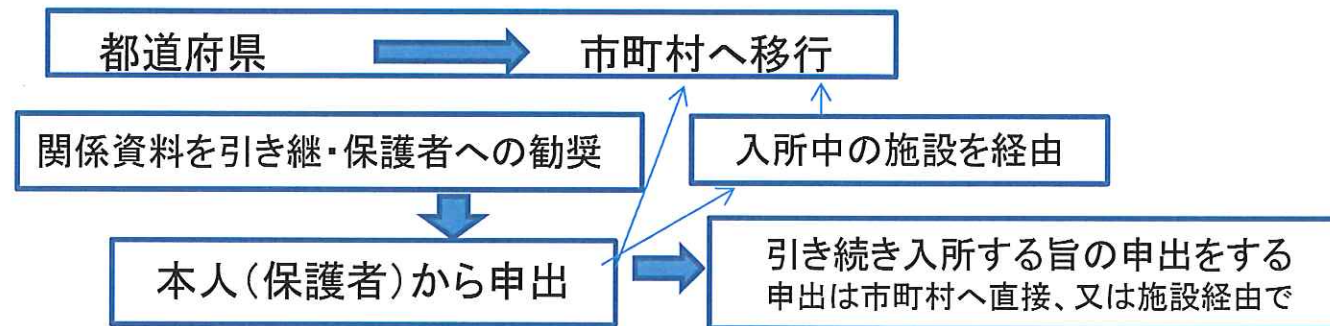 都道府県 市町村へ移行
関係資料を引き継・保護者への勧奨
入所中の施設を経由
本人(保護者)から申出
引き続き入所する旨の申出をする
申出は市町村へ直接、又は施設経由で